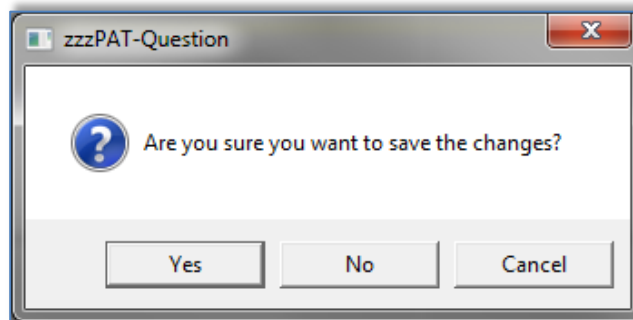 zzzPAT-Question
Are you sure you want to save the changes?
Yes
No
Cancel